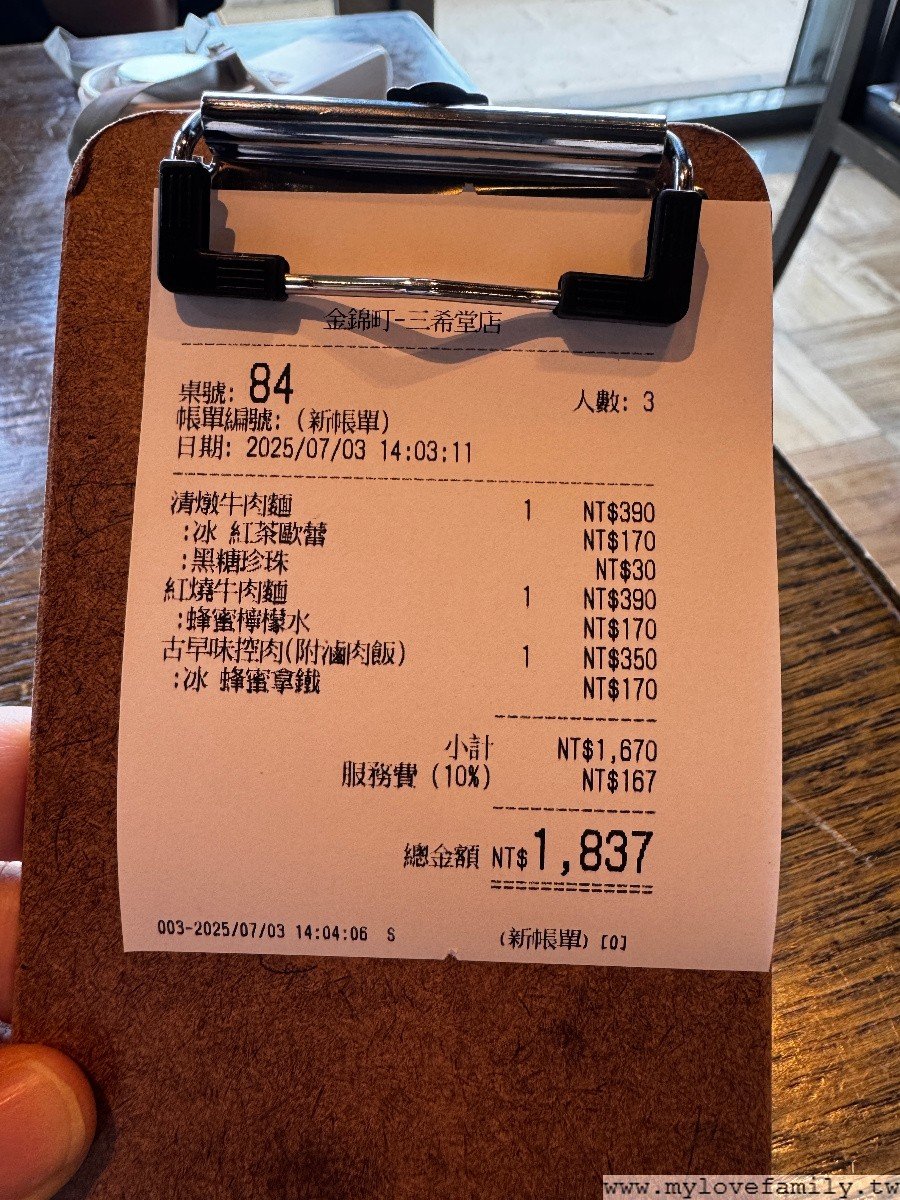 金錦町-三希堂店
桌號: 84 人數: 3
帳單編號: (新帳單)
日期: 2025/07/03 14:03:11
清燉牛肉麵 1 NT$390
:冰 紅茶歐蕾 NT$170
:黑糖珍珠 NT$30
紅燒牛肉麵 1 NT$390
:蜂蜜檸檬水 NT$170
古早味控肉(附滷肉飯) 1 NT$350
:冰 蜂蜜拿鐵 NT$170
小計 NT$1,670
服務費 (10%) NT$167
總金額 NT$1,837
003-2025/07/03 14:04:06 S (新帳單) [0]
www.mylovefamily.tw